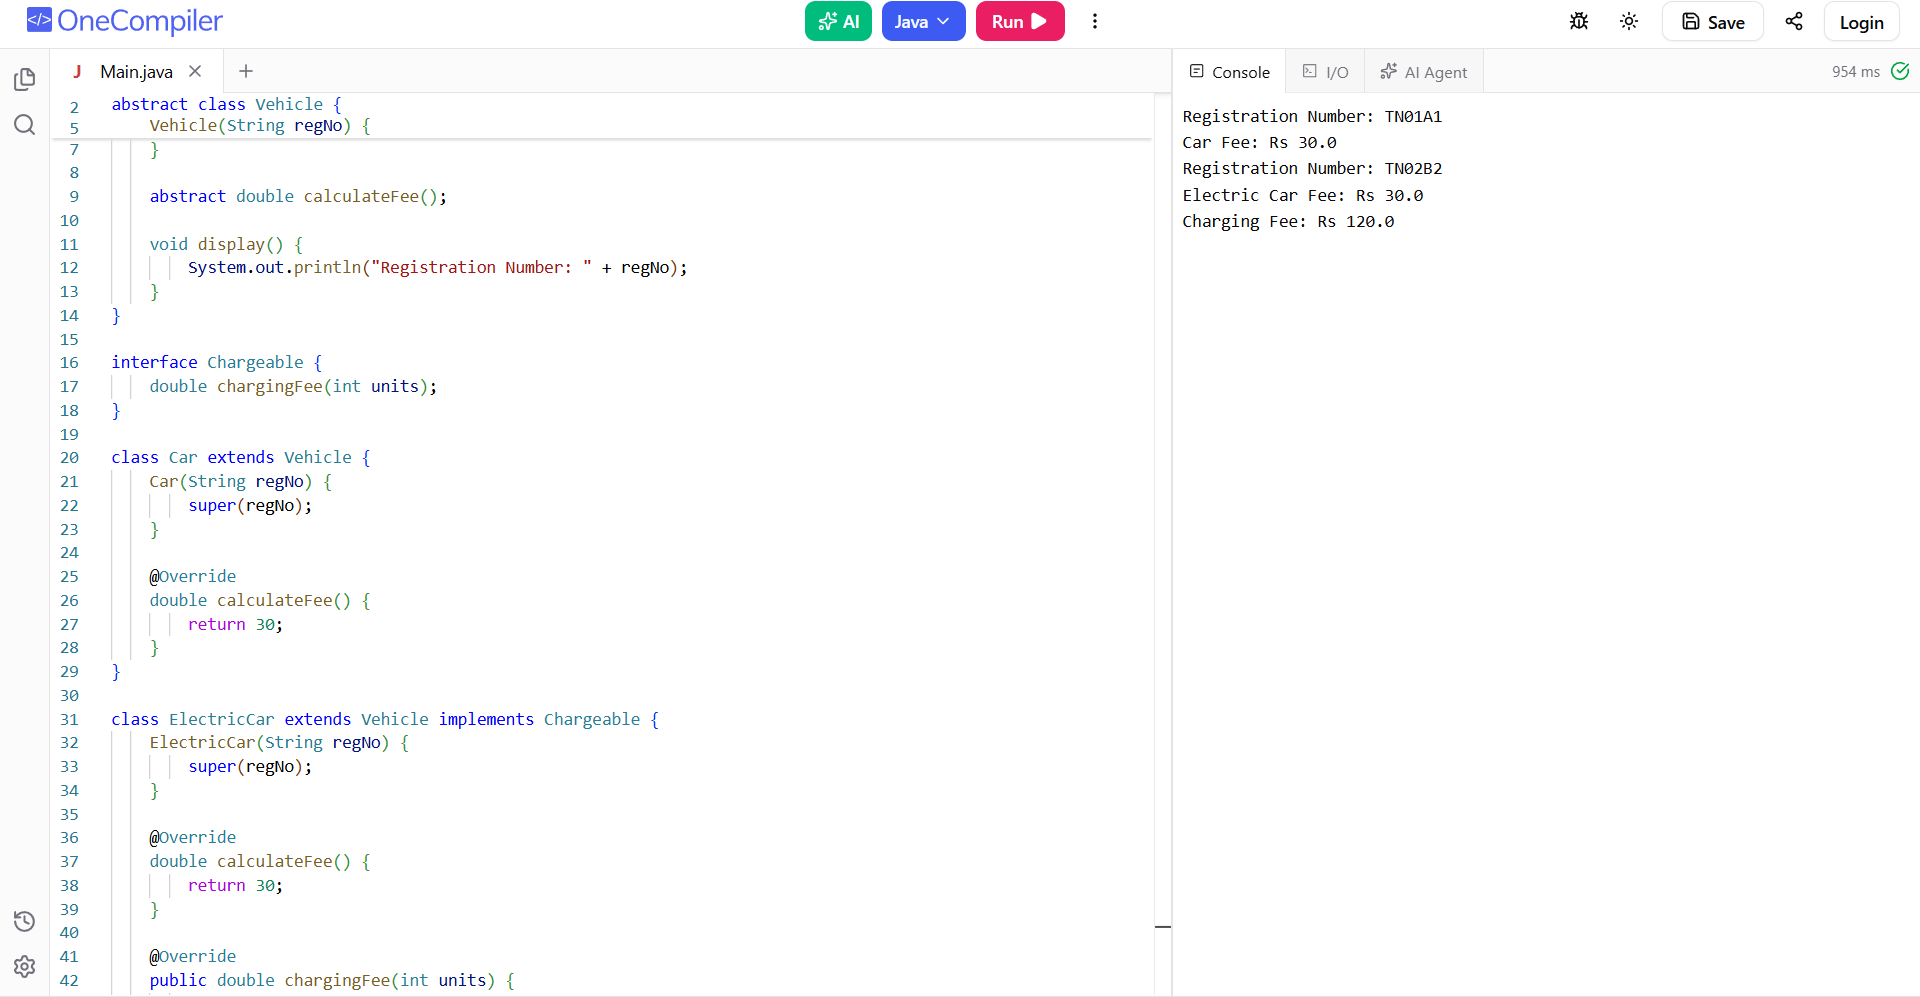 </> OneCompiler
AI
Java
Run
Save
Login
J Main.java
2 abstract class Vehicle {
5 Vehicle(String regNo) {
7 }
8
9 abstract double calculateFee();
10
11 void display() {
12 System.out.println("Registration Number: " + regNo);
13 }
14 }
15
16 interface Chargeable {
17 double chargingFee(int units);
18 }
19
20 class Car extends Vehicle {
21 Car(String regNo) {
22 super(regNo);
23 }
24
25 @Override
26 double calculateFee() {
27 return 30;
28 }
29 }
30
31 class ElectricCar extends Vehicle implements Chargeable {
32 ElectricCar(String regNo) {
33 super(regNo);
34 }
35
36 @Override
37 double calculateFee() {
38 return 30;
39 }
40
41 @Override
42 public double chargingFee(int units) {
Console
I/O
AI Agent
954 ms
Registration Number: TN01A1
Car Fee: Rs 30.0
Registration Number: TN02B2
Electric Car Fee: Rs 30.0
Charging Fee: Rs 120.0